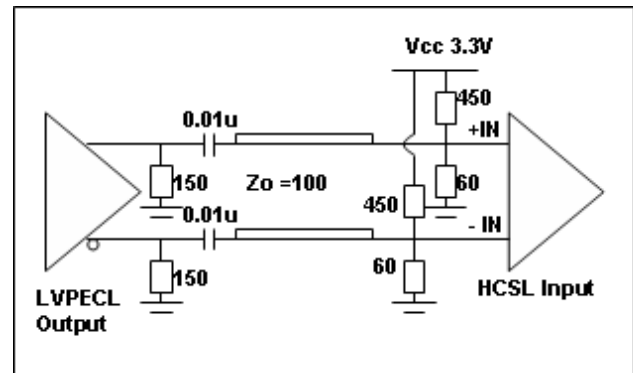 Vcc 3.3V
450
0.01u
+IN
150
Zo =100
60
0.01u
450
- IN
150
60
LVPECL
Output
HCSL Input